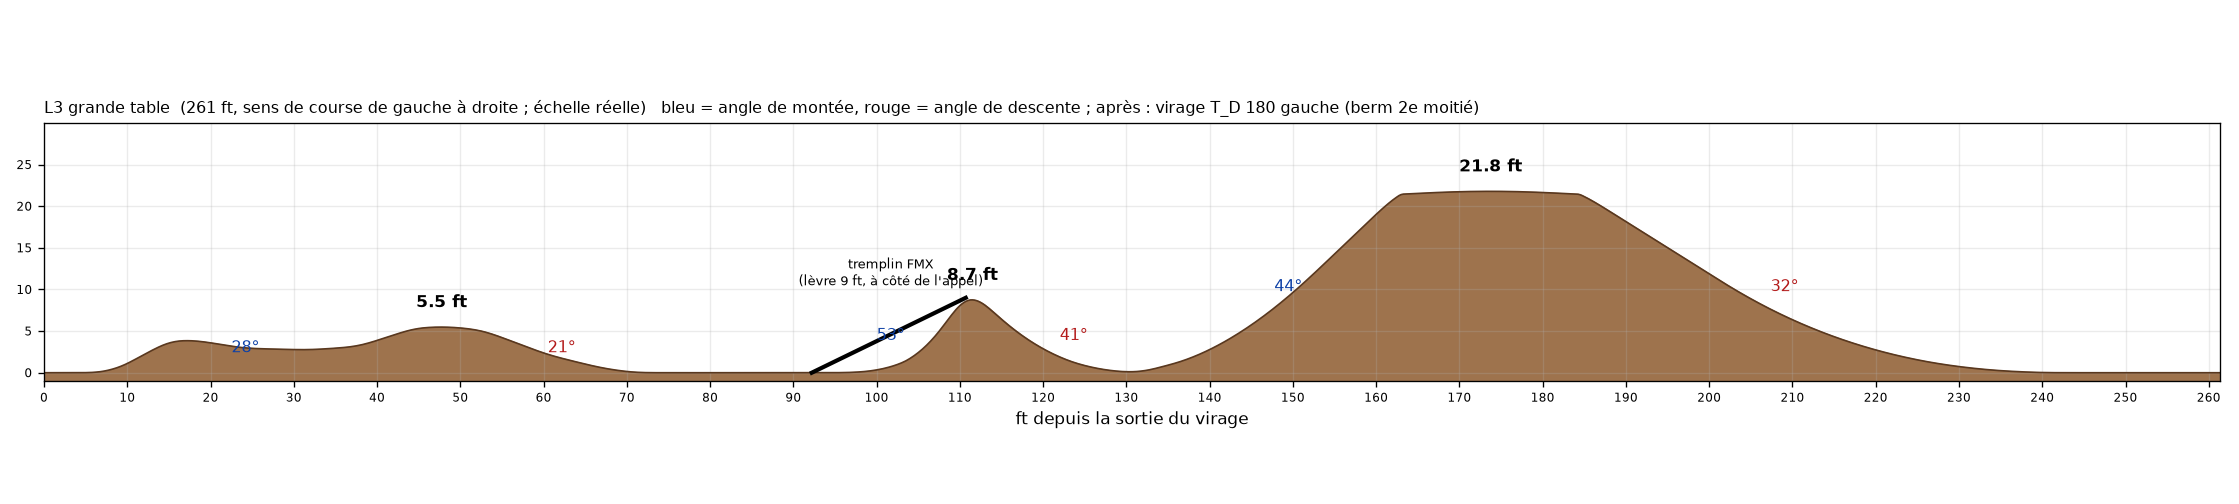 L3 grande table  (261 ft, sens de course de gauche à droite ; échelle réelle)   bleu = angle de montée, rouge = angle de descente ; après : virage T_D 180 gauche (berm 2e moitié)
25
20
15
10
5
0
21.8 ft
tremplin FMX
(lèvre 9 ft, à côté de l'appel)
8.7 ft
5.5 ft
28°
21°
53°
41°
44°
32°
0 10 20 30 40 50 60 70 80 90 100 110 120 130 140 150 160 170 180 190 200 210 220 230 240 250 260
ft depuis la sortie du virage